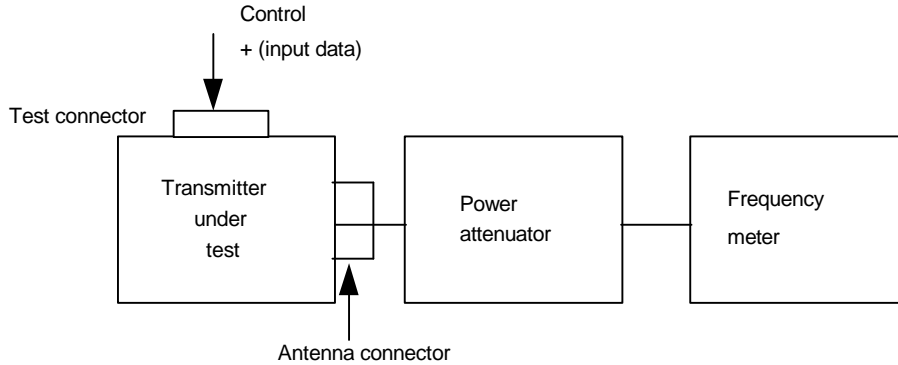 Control
+ (input data)
Test connector
Transmitter
under
test
Power
attenuator
Frequency
meter
Antenna connector